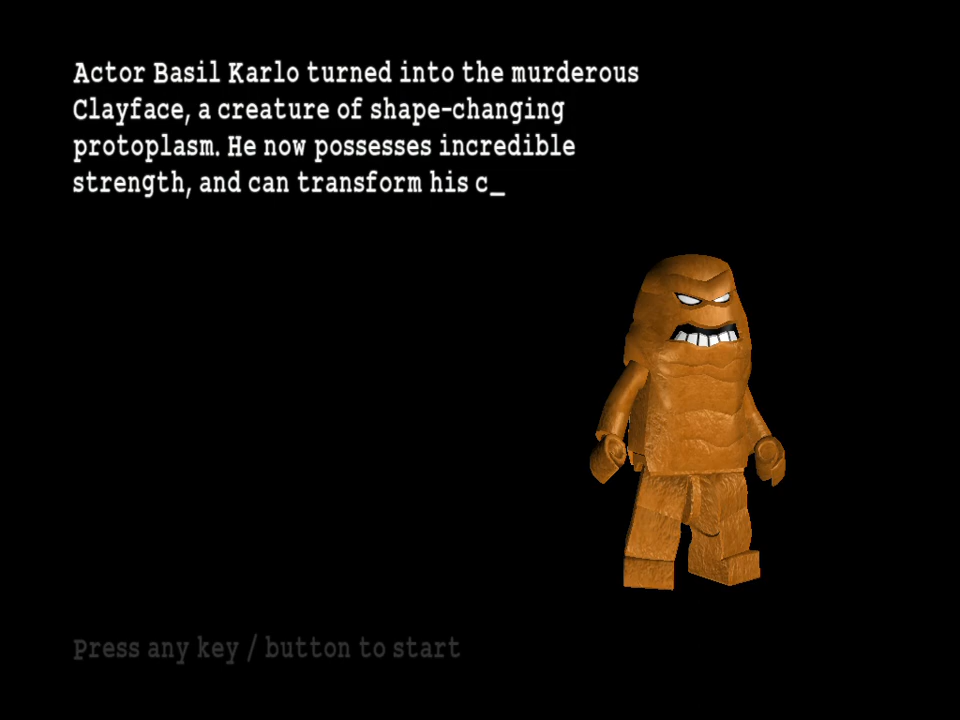 Actor Basil Karlo turned into the murderous
Clayface, a creature of shape-changing
protoplasm. He now possesses incredible
strength, and can transform his c_
Press any key / button to start